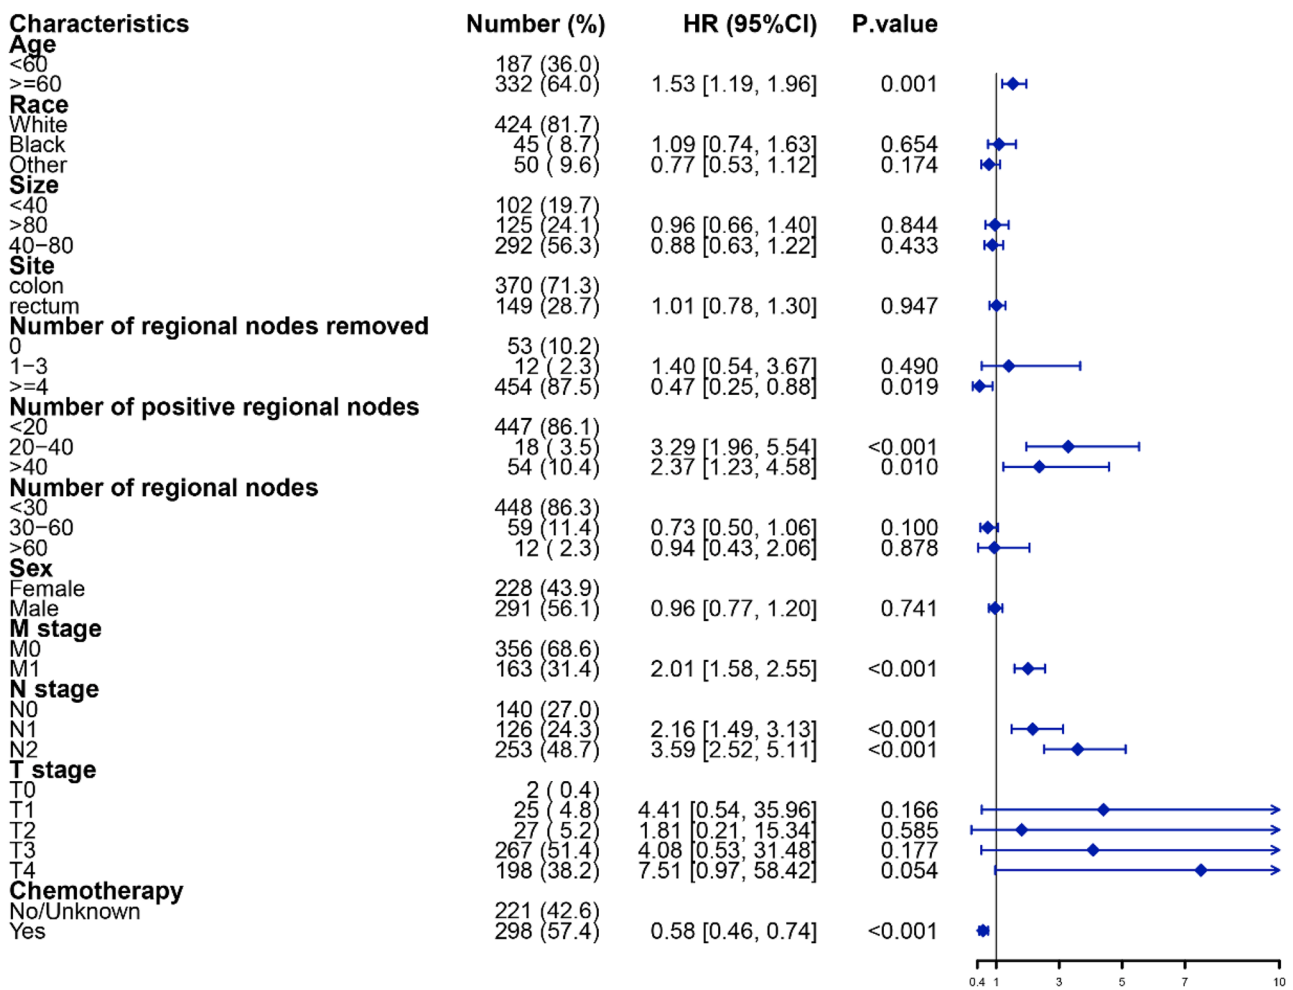 Characteristics Number (%) HR (95%CI) P.value
Age
<60 187 (36.0)
>=60 332 (64.0) 1.53 [1.19, 1.96] 0.001
Race
White 424 (81.7)
Black 45 ( 8.7) 1.09 [0.74, 1.63] 0.654
Other 50 ( 9.6) 0.77 [0.53, 1.12] 0.174
Size
<40 102 (19.7)
>80 125 (24.1) 0.96 [0.66, 1.40] 0.844
40−80 292 (56.3) 0.88 [0.63, 1.22] 0.433
Site
colon 370 (71.3)
rectum 149 (28.7) 1.01 [0.78, 1.30] 0.947
Number of regional nodes removed
0 53 (10.2)
1−3 12 ( 2.3) 1.40 [0.54, 3.67] 0.490
>=4 454 (87.5) 0.47 [0.25, 0.88] 0.019
Number of positive regional nodes
<20 447 (86.1)
20−40 18 ( 3.5) 3.29 [1.96, 5.54] <0.001
>40 54 (10.4) 2.37 [1.23, 4.58] 0.010
Number of regional nodes
<30 448 (86.3)
30−60 59 (11.4) 0.73 [0.50, 1.06] 0.100
>60 12 ( 2.3) 0.94 [0.43, 2.06] 0.878
Sex
Female 228 (43.9)
Male 291 (56.1) 0.96 [0.77, 1.20] 0.741
M stage
M0 356 (68.6)
M1 163 (31.4) 2.01 [1.58, 2.55] <0.001
N stage
N0 140 (27.0)
N1 126 (24.3) 2.16 [1.49, 3.13] <0.001
N2 253 (48.7) 3.59 [2.52, 5.11] <0.001
T stage
T0 2 ( 0.4)
T1 25 ( 4.8) 4.41 [0.54, 35.96] 0.166
T2 27 ( 5.2) 1.81 [0.21, 15.34] 0.585
T3 267 (51.4) 4.08 [0.53, 31.48] 0.177
T4 198 (38.2) 7.51 [0.97, 58.42] 0.054
Chemotherapy
No/Unknown 221 (42.6)
Yes 298 (57.4) 0.58 [0.46, 0.74] <0.001
0.4 1 3 5 7 10